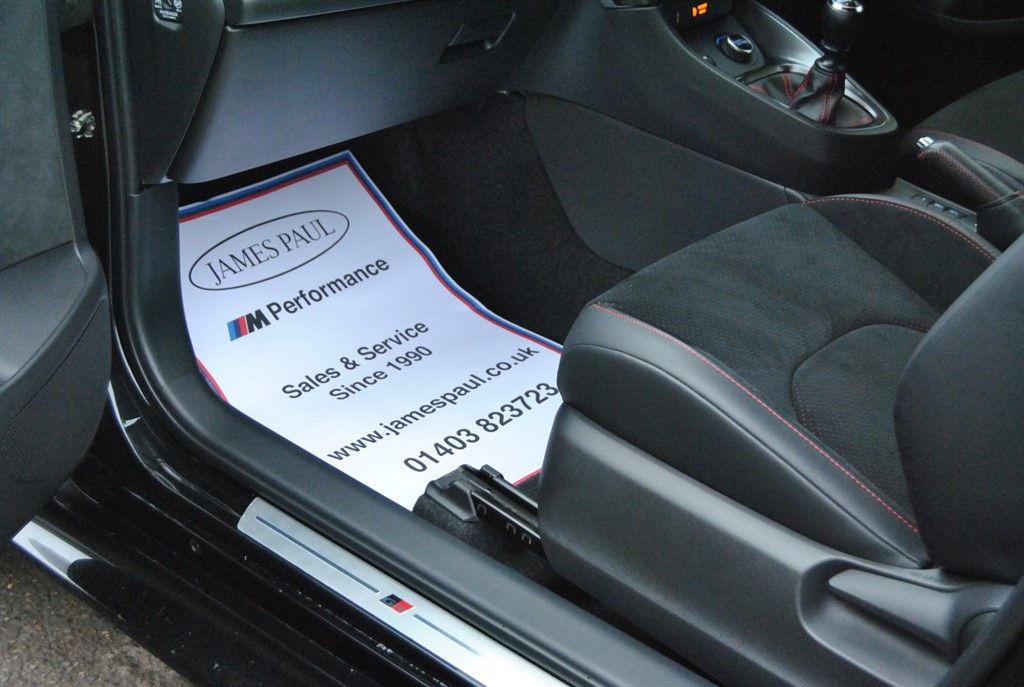 JAMES PAUL
M Performance
Sales & Service
Since 1990
www.jamespaul.co.uk
01403 823723